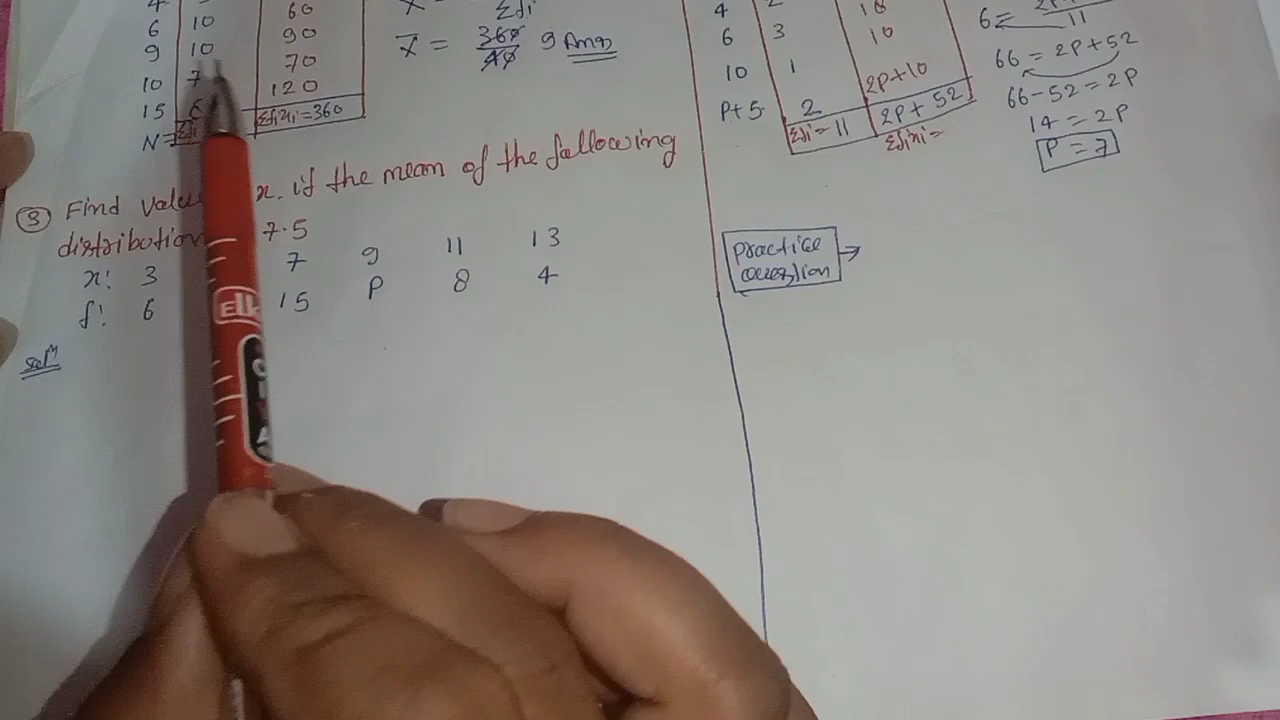 6 10 60
9 10 90
10 7 70
15 120
N= Σfixi=360
x̄ = 360/40 9 Ans
③ Find value x. if the mean of the following
distribution 7.5
x: 3 7 9 11 13
f: 6 15 P 8 4
solⁿ
4 2
6 3 18
10 1 10
P+5 2 2P+10
Σfi=11 2P+52
Σfixi=
66 = 2P+52
66-52=2P
14=2P
P=7
practice
question →
Elk